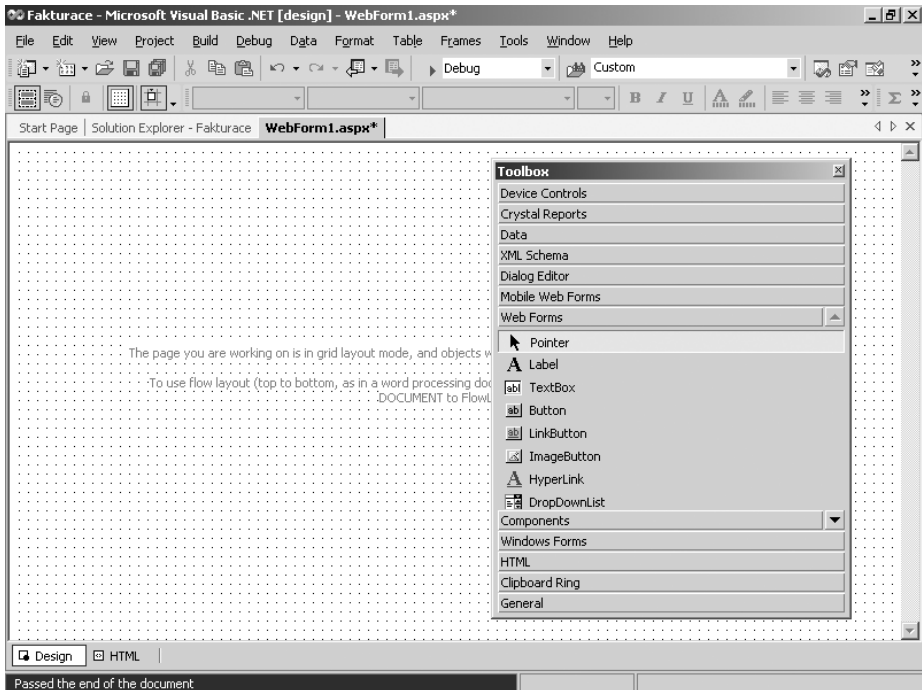 Fakturace - Microsoft Visual Basic .NET [design] - WebForm1.aspx*
File Edit View Project Build Debug Data Format Table Frames Tools Window Help
Debug Custom
B I U A Σ
Start Page Solution Explorer - Fakturace WebForm1.aspx*
Toolbox
Device Controls
Crystal Reports
Data
XML Schema
Dialog Editor
Mobile Web Forms
Web Forms
Pointer
The page you are working on is in grid layout mode, and objects w
A Label
To use flow layout (top to bottom, as in a word processing doc
abl TextBox
DOCUMENT to FlowL
ab Button
ab LinkButton
ImageButton
A HyperLink
DropDownList
Components
Windows Forms
HTML
Clipboard Ring
General
Design HTML
Passed the end of the document